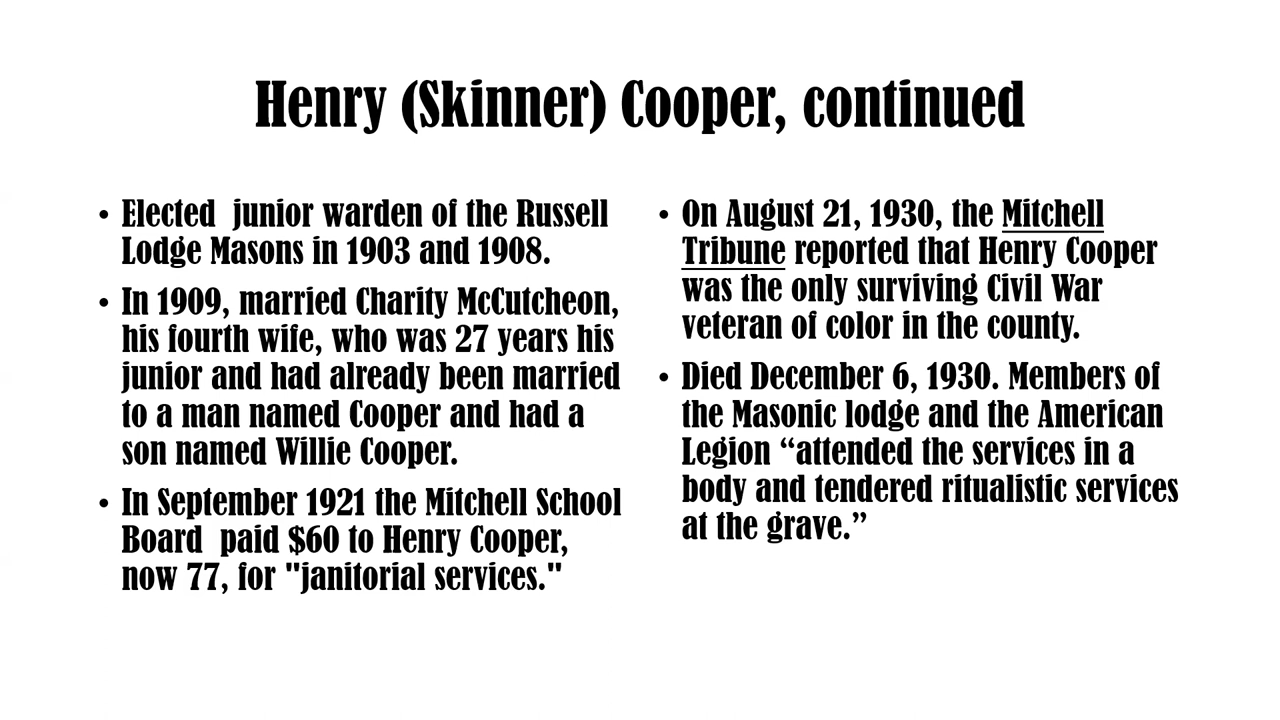 Henry (Skinner) Cooper, continued
• Elected  junior warden of the Russell
Lodge Masons in 1903 and 1908.
• In 1909, married Charity McCutcheon,
his fourth wife, who was 27 years his
junior and had already been married
to a man named Cooper and had a
son named Willie Cooper.
• In September 1921 the Mitchell School
Board  paid $60 to Henry Cooper,
now 77, for "janitorial services."
• On August 21, 1930, the Mitchell
Tribune reported that Henry Cooper
was the only surviving Civil War
veteran of color in the county.
• Died December 6, 1930. Members of
the Masonic lodge and the American
Legion “attended the services in a
body and tendered ritualistic services
at the grave.”